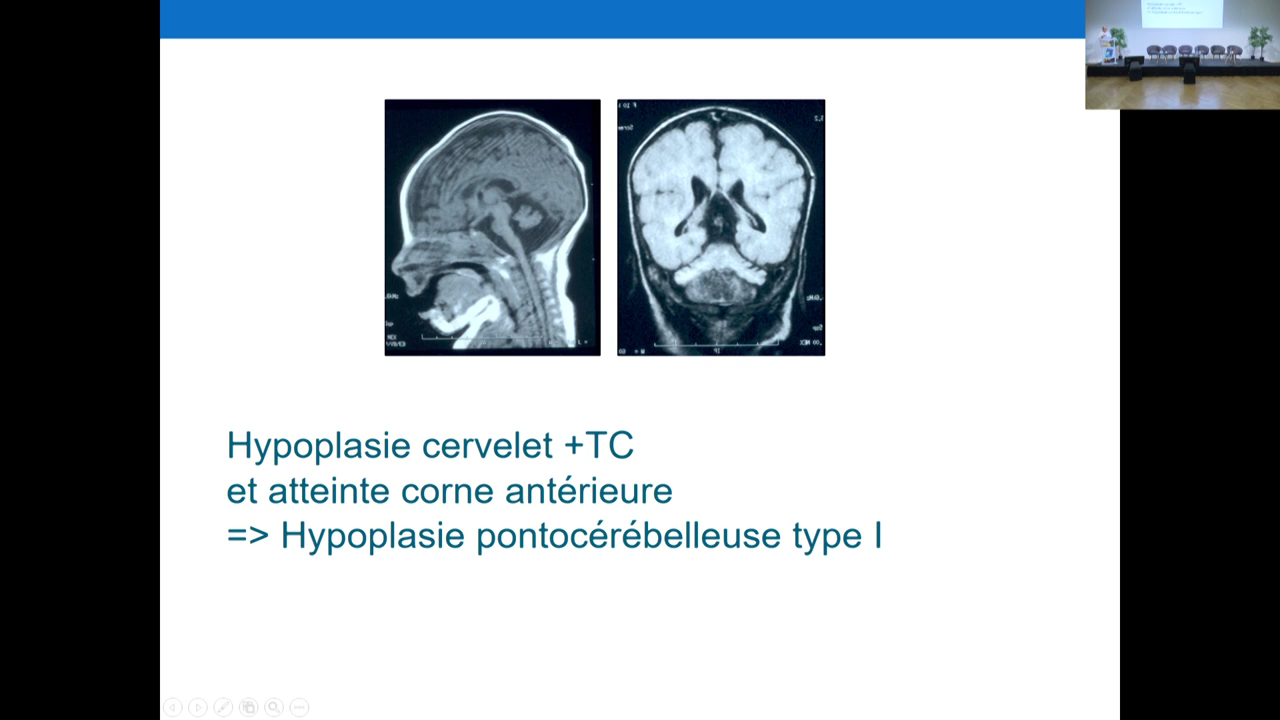 Hypoplasie cervelet +TC
et atteinte corne antérieure
=> Hypoplasie pontocérébelleuse type I